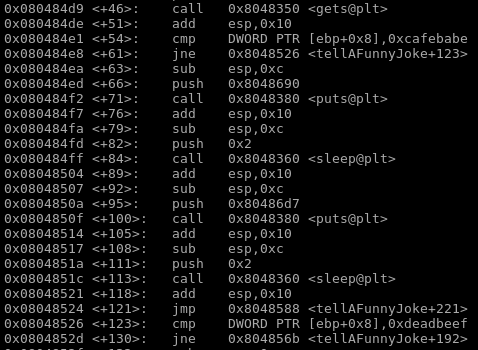 0x080484d9 <+46>: call 0x8048350 <gets@plt>
0x080484de <+51>: add esp,0x10
0x080484e1 <+54>: cmp DWORD PTR [ebp+0x8],0xcafebabe
0x080484e8 <+61>: jne 0x8048526 <tellAFunnyJoke+123>
0x080484ea <+63>: sub esp,0xc
0x080484ed <+66>: push 0x8048690
0x080484f2 <+71>: call 0x8048380 <puts@plt>
0x080484f7 <+76>: add esp,0x10
0x080484fa <+79>: sub esp,0xc
0x080484fd <+82>: push 0x2
0x080484ff <+84>: call 0x8048360 <sleep@plt>
0x08048504 <+89>: add esp,0x10
0x08048507 <+92>: sub esp,0xc
0x0804850a <+95>: push 0x80486d7
0x0804850f <+100>: call 0x8048380 <puts@plt>
0x08048514 <+105>: add esp,0x10
0x08048517 <+108>: sub esp,0xc
0x0804851a <+111>: push 0x2
0x0804851c <+113>: call 0x8048360 <sleep@plt>
0x08048521 <+118>: add esp,0x10
0x08048524 <+121>: jmp 0x8048588 <tellAFunnyJoke+221>
0x08048526 <+123>: cmp DWORD PTR [ebp+0x8],0xdeadbeef
0x0804852d <+130>: jne 0x804856b <tellAFunnyJoke+192>